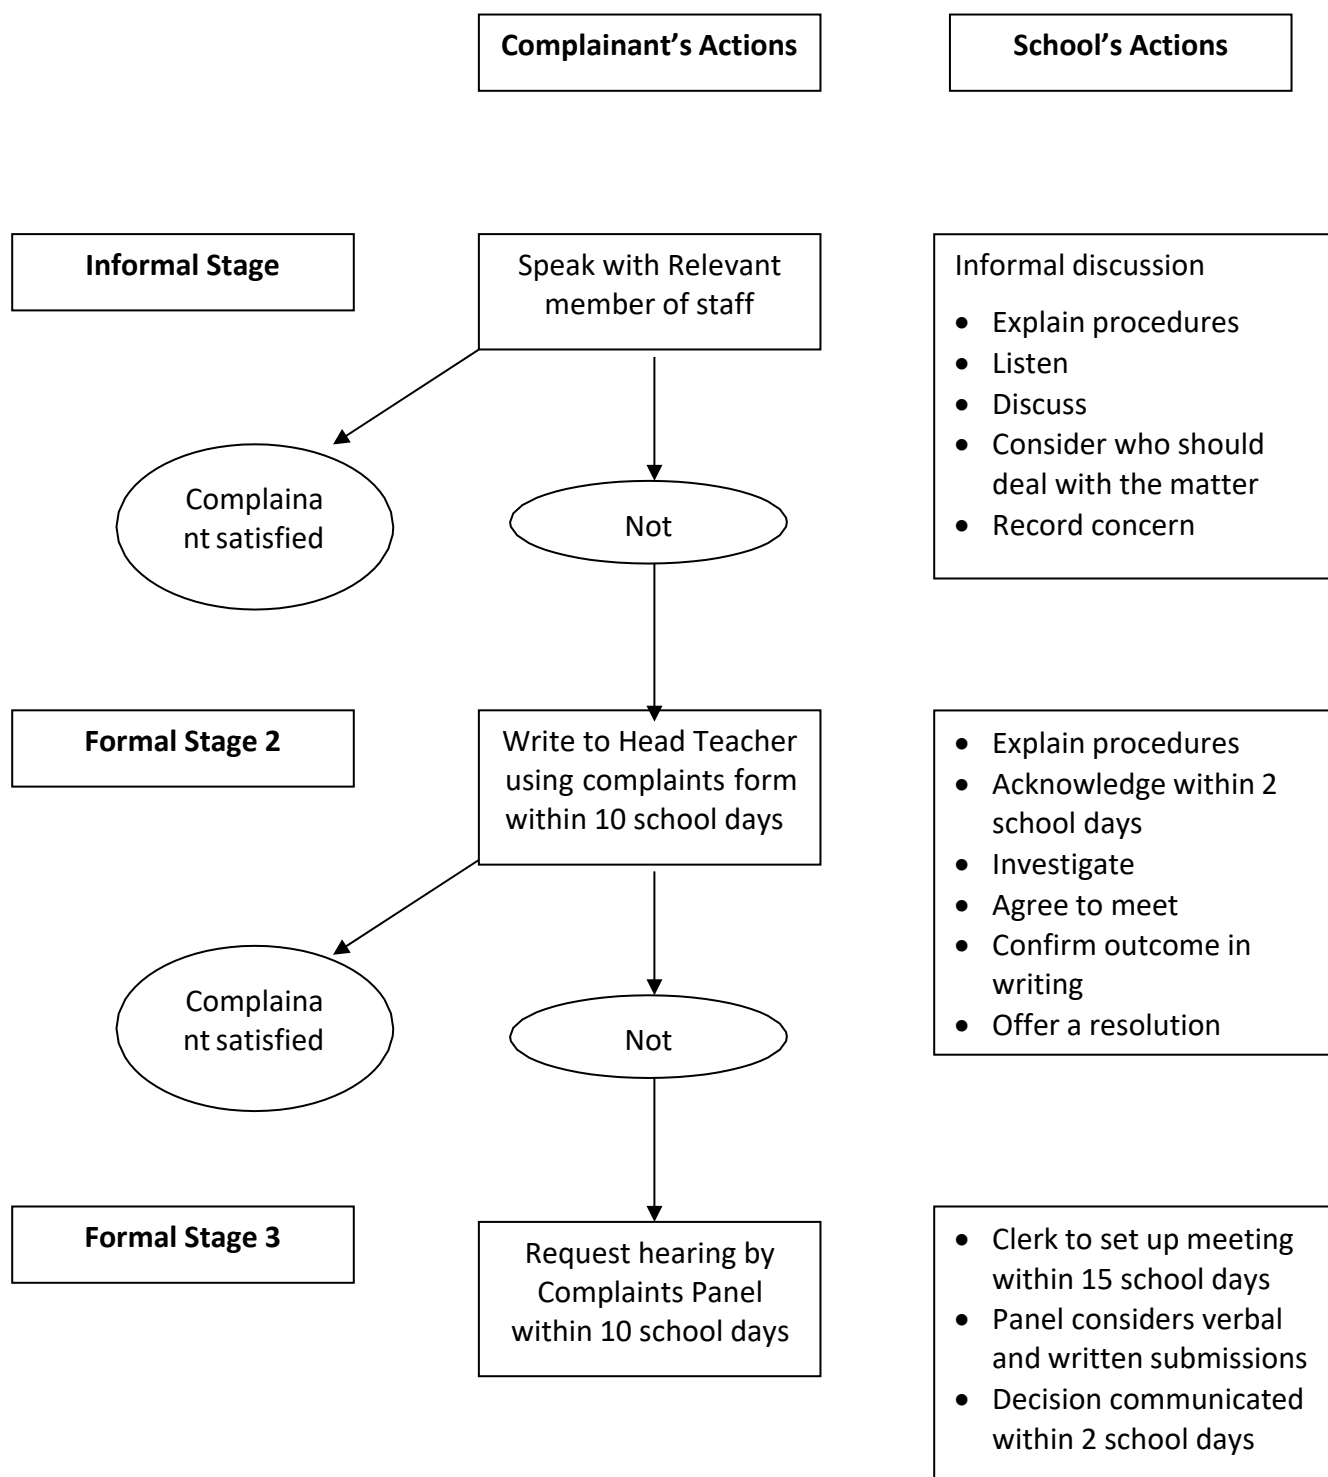 Complainant’s Actions
School’s Actions
Informal Stage
Speak with Relevant
member of staff
Informal discussion
• Explain procedures
• Listen
• Discuss
• Consider who should
deal with the matter
• Record concern
Complaina
nt satisfied
Not
Formal Stage 2
Write to Head Teacher
using complaints form
within 10 school days
• Explain procedures
• Acknowledge within 2
school days
• Investigate
• Agree to meet
• Confirm outcome in
writing
• Offer a resolution
Complaina
nt satisfied
Not
Formal Stage 3
Request hearing by
Complaints Panel
within 10 school days
• Clerk to set up meeting
within 15 school days
• Panel considers verbal
and written submissions
• Decision communicated
within 2 school days